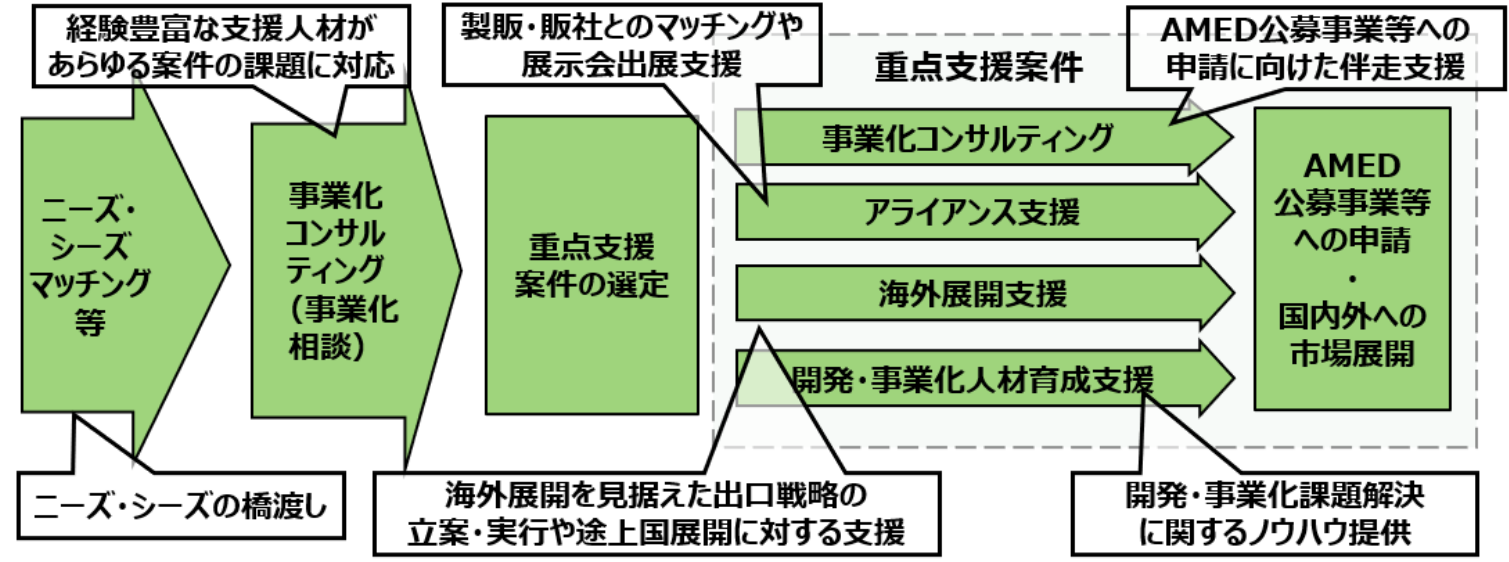 経験豊富な支援人材が
あらゆる案件の課題に対応
製販・販社とのマッチングや
展示会出展支援
重点支援案件
AMED公募事業等への
申請に向けた伴走支援
ニーズ・
シーズ
マッチング
等
事業化
コンサル
ティング
(事業化
相談)
重点支援
案件の選定
事業化コンサルティング
アライアンス支援
海外展開支援
開発・事業化人材育成支援
AMED
公募事業等
への申請
・
国内外への
市場展開
ニーズ・シーズの橋渡し
海外展開を見据えた出口戦略の
立案・実行や途上国展開に対する支援
開発・事業化課題解決
に関するノウハウ提供